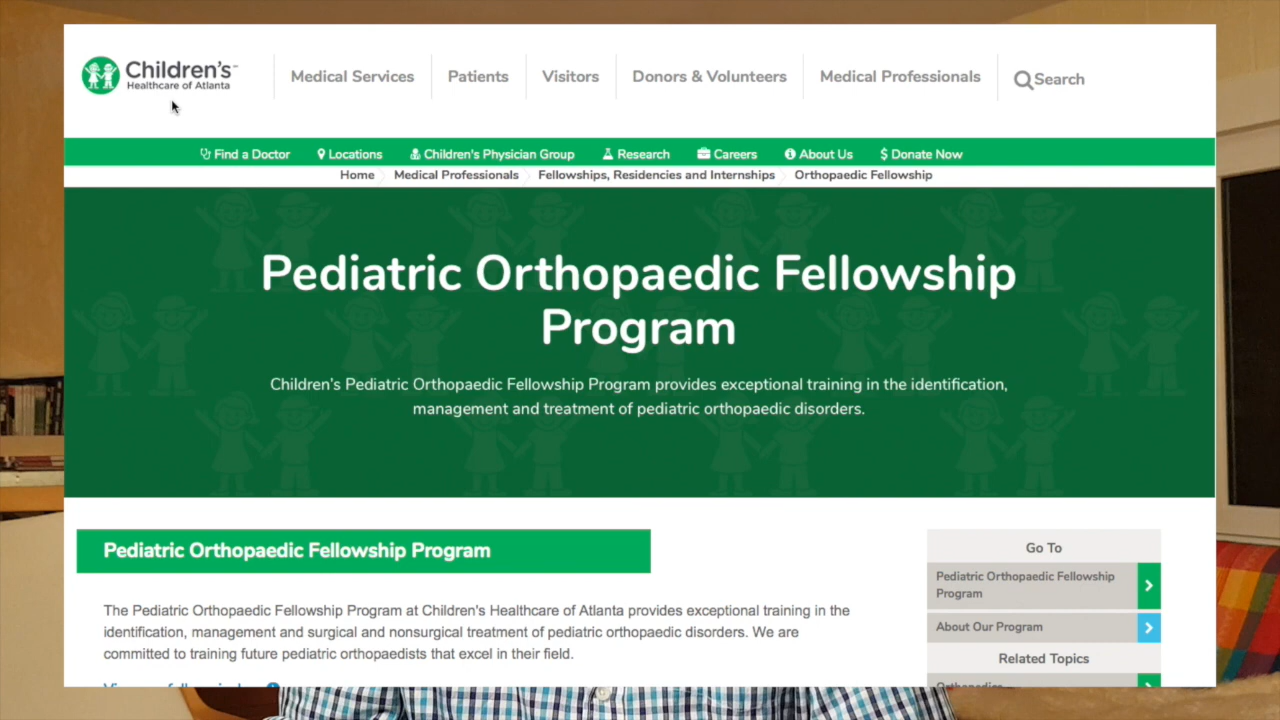 Children's
Healthcare of Atlanta
Medical Services
Patients
Visitors
Donors & Volunteers
Medical Professionals
Search
Find a Doctor
Locations
Children's Physician Group
Research
Careers
About Us
$ Donate Now
Home
Medical Professionals
Fellowships, Residencies and Internships
Orthopaedic Fellowship
Pediatric Orthopaedic Fellowship
Program
Children's Pediatric Orthopaedic Fellowship Program provides exceptional training in the identification,
management and treatment of pediatric orthopaedic disorders.
Pediatric Orthopaedic Fellowship Program
The Pediatric Orthopaedic Fellowship Program at Children's Healthcare of Atlanta provides exceptional training in the
identification, management and surgical and nonsurgical treatment of pediatric orthopaedic disorders. We are
committed to training future pediatric orthopaedists that excel in their field.
Go To
Pediatric Orthopaedic Fellowship
Program
About Our Program
Related Topics
Orthopedics